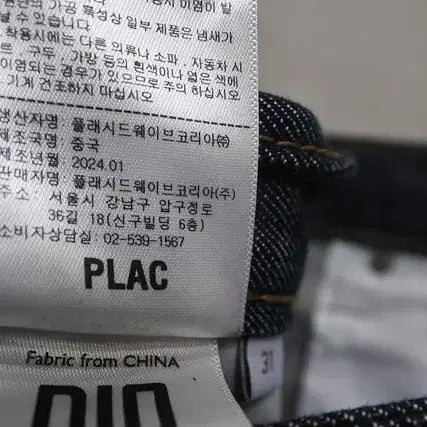 원단의 가공 특성상 일부 제품은 냄새가
착용시에는 다른 의류나 소파, 자동차 시
구두, 가방 등의 흰색이나 엷은 색에
이염되는 경우가 있으므로 주의 하십시오
기계 건조하지 마십시오
생산자명 : 플래시드웨이브코리아㈜
제조국명 : 중국
제조년월 : 2024.01
판매자명 : 플래시드웨이브코리아(주)
주소 : 서울시 강남구 압구정로
36길 18(신구빌딩 6층)
소비자상담실: 02-539-1567
PLAC
Fabric from CHINA